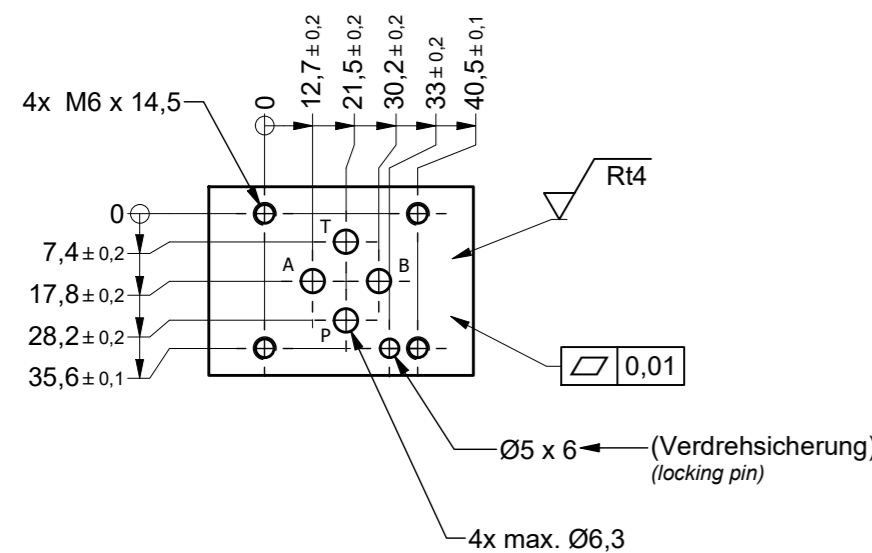 0
12,7 ± 0,2
21,5 ± 0,2
30,2 ± 0,2
33 ± 0,2
40,5 ± 0,1
4x M6 x 14,5
Rt4
0
7,4 ± 0,2
17,8 ± 0,2
28,2 ± 0,2
35,6 ± 0,1
T
A
B
P
0,01
Ø5 x 6
(Verdrehsicherung)
(locking pin)
4x max. Ø6,3